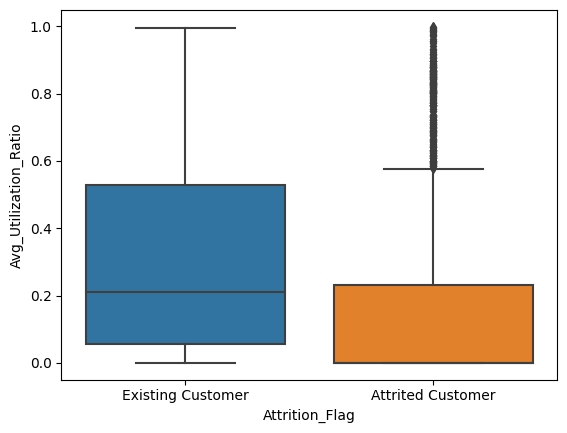 1.0
0.8
0.6
0.4
0.2
0.0
Avg_Utilization_Ratio
Existing Customer
Attrited Customer
Attrition_Flag